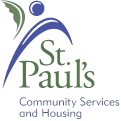 St.
Paul's
Community Services
and Housing